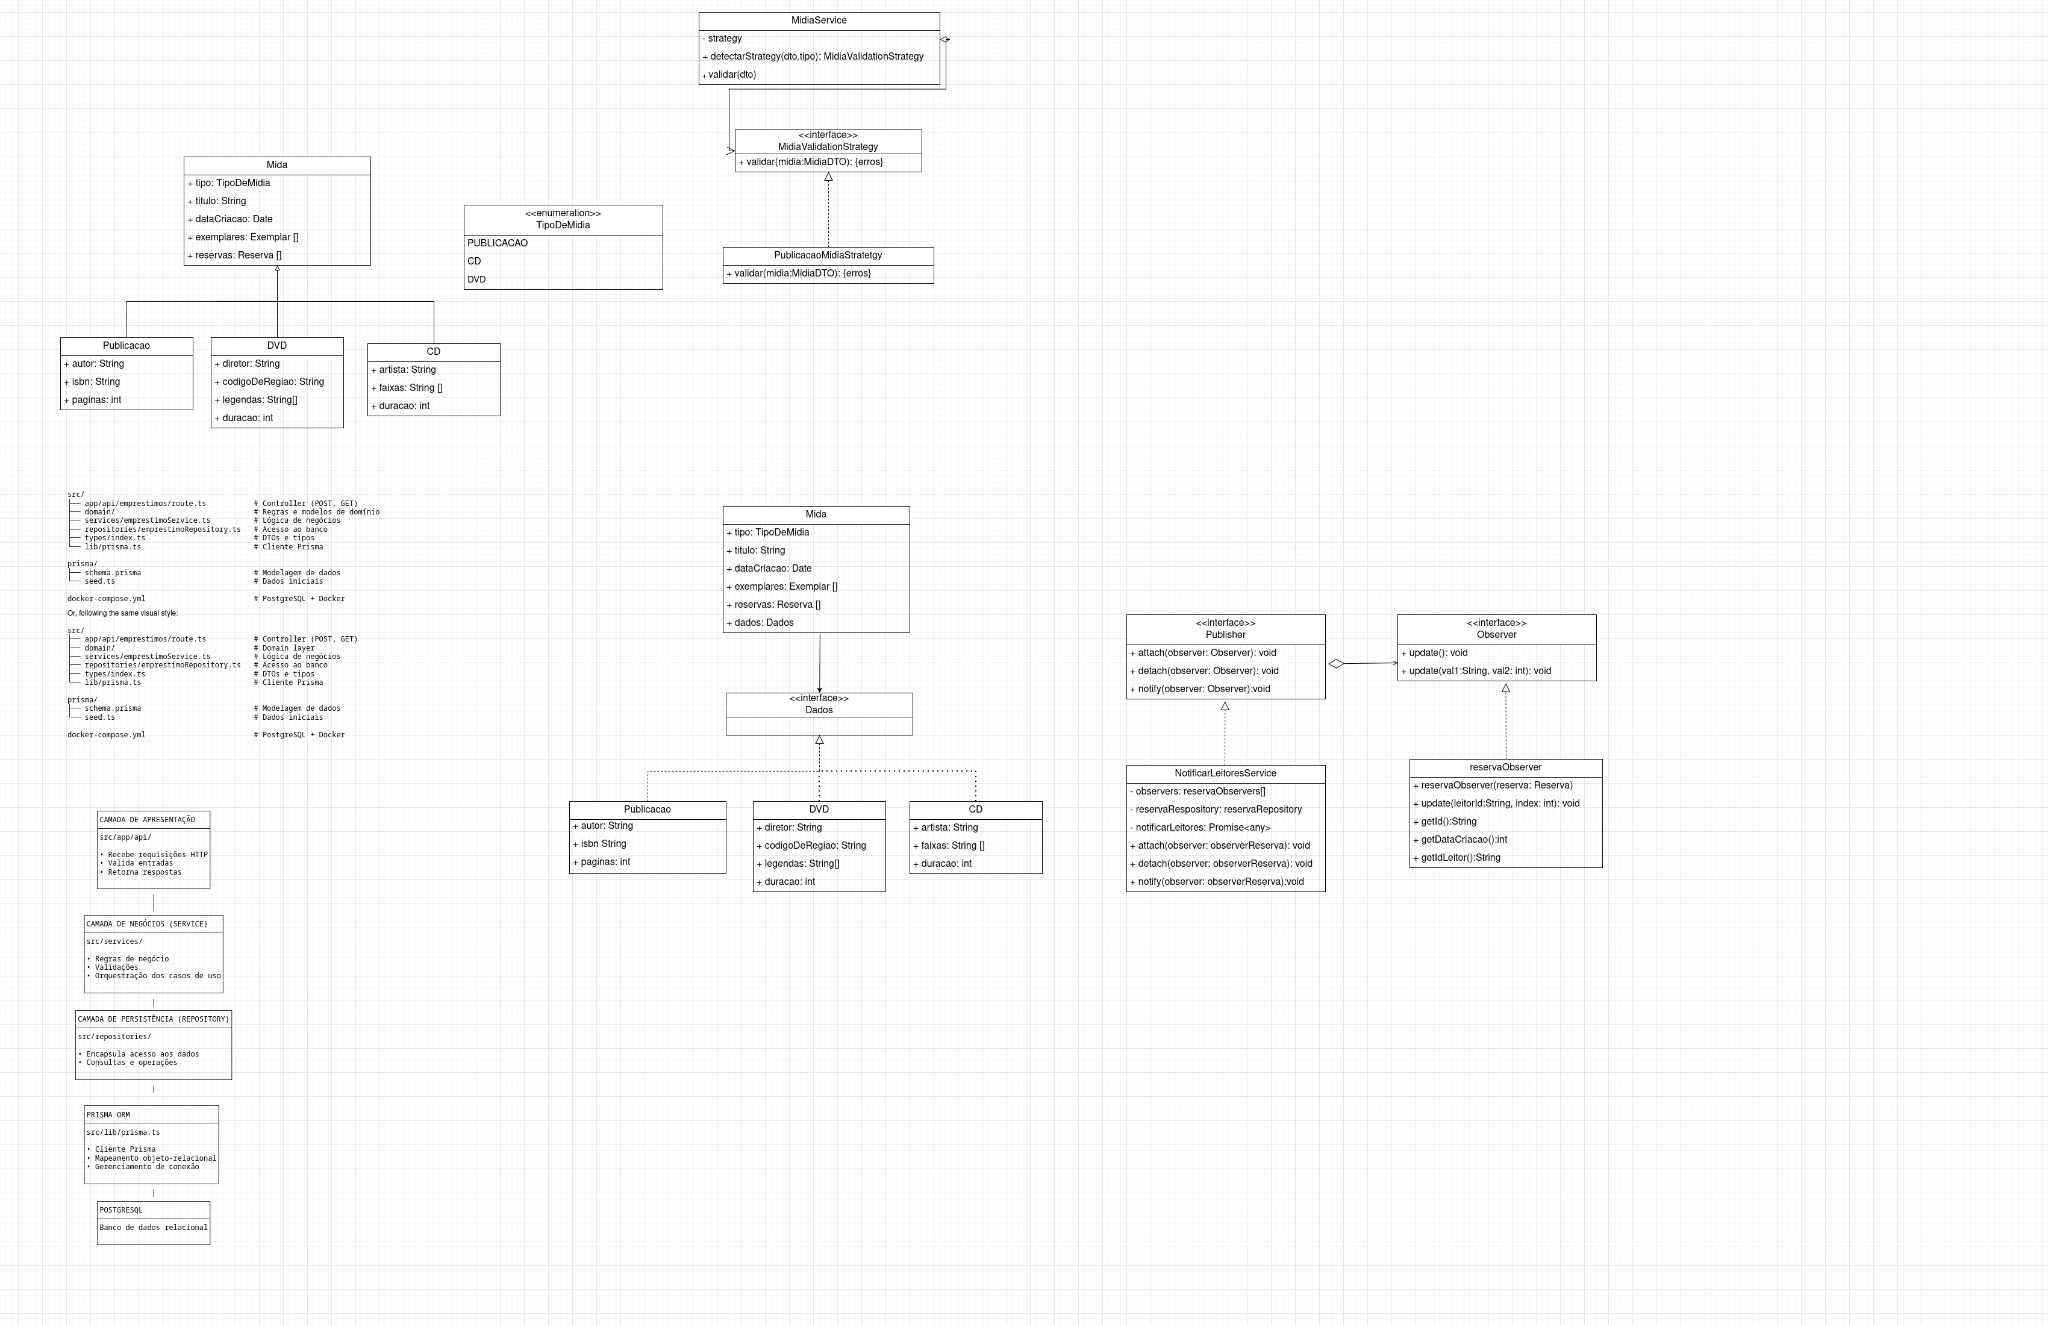 MidiaService
- strategy
+ detectarStrategy(dto.tipo): MidiaValidationStrategy
+ validar(dto)
<<interface>>
MidiaValidationStrategy
+ validar(midia:MidiaDTO): {erros}
PublicacaoMidiaStratetgy
+ validar(midia:MidiaDTO): {erros}
Mida
+ tipo: TipoDeMidia
+ titulo: String
+ dataCriacao: Date
+ exemplares: Exemplar []
+ reservas: Reserva []
<<enumeration>>
TipoDeMidia
PUBLICACAO
CD
DVD
Publicacao
+ autor: String
+ isbn: String
+ paginas: int
DVD
+ diretor: String
+ codigoDeRegiao: String
+ legendas: String[]
+ duracao: int
CD
+ artista: String
+ faixas: String []
+ duracao: int
src/
├── app/api/emprestimos/route.ts # Controller (POST, GET)
├── domain/ # Regras e modelos de domínio
├── services/emprestimoService.ts # Lógica de negócios
├── repositories/emprestimoRepository.ts # Acesso ao banco
├── types/index.ts # DTOs e tipos
└── lib/prisma.ts # Cliente Prisma
prisma/
├── schema.prisma # Modelagem de dados
└── seed.ts # Dados iniciais
docker-compose.yml # PostgreSQL + Docker
Or, following the same visual style:
src/
├── app/api/emprestimos/route.ts # Controller (POST, GET)
├── domain/ # Domain layer
├── services/emprestimoService.ts # Lógica de negócios
├── repositories/emprestimoRepository.ts # Acesso ao banco
├── types/index.ts # DTOs e tipos
└── lib/prisma.ts # Cliente Prisma
prisma/
├── schema.prisma # Modelagem de dados
└── seed.ts # Dados iniciais
docker-compose.yml # PostgreSQL + Docker
CAMADA DE APRESENTAÇÃO
src/app/api/
• Recebe requisições HTTP
• Valida entradas
• Retorna respostas
CAMADA DE NEGÓCIOS (SERVICE)
src/services/
• Regras de negócio
• Validações
• Orquestração dos casos de uso
CAMADA DE PERSISTÊNCIA (REPOSITORY)
src/repositories/
• Encapsula acesso aos dados
• Consultas e operações
PRISMA ORM
src/lib/prisma.ts
• Cliente Prisma
• Mapeamento objeto-relacional
• Gerenciamento de conexão
POSTGRESQL
Banco de dados relacional
Mida
+ tipo: TipoDeMidia
+ titulo: String
+ dataCriacao: Date
+ exemplares: Exemplar []
+ reservas: Reserva []
+ dados: Dados
<<interface>>
Dados
Publicacao
+ autor: String
+ isbn String
+ paginas: int
DVD
+ diretor: String
+ codigoDeRegiao: String
+ legendas: String[]
+ duracao: int
CD
+ artista: String
+ faixas: String []
+ duracao: int
<<interface>>
Publisher
+ attach(observer: Observer): void
+ detach(observer: Observer): void
+ notify(observer: Observer):void
<<interface>>
Observer
+ update(): void
+ update(val1:String, val2: int): void
NotificarLeitoresService
- observers: reservaObservers[]
- reservaRespository: reservaRepository
- notificarLeitores: Promise<any>
+ attach(observer: observerReserva): void
+ detach(observer: observerReserva): void
+ notify(observer: observerReserva):void
reservaObserver
+ reservaObserver(reserva: Reserva)
+ update(leitorId:String, index: int): void
+ getId():String
+ getDataCriacao():int
+ getIdLeitor():String